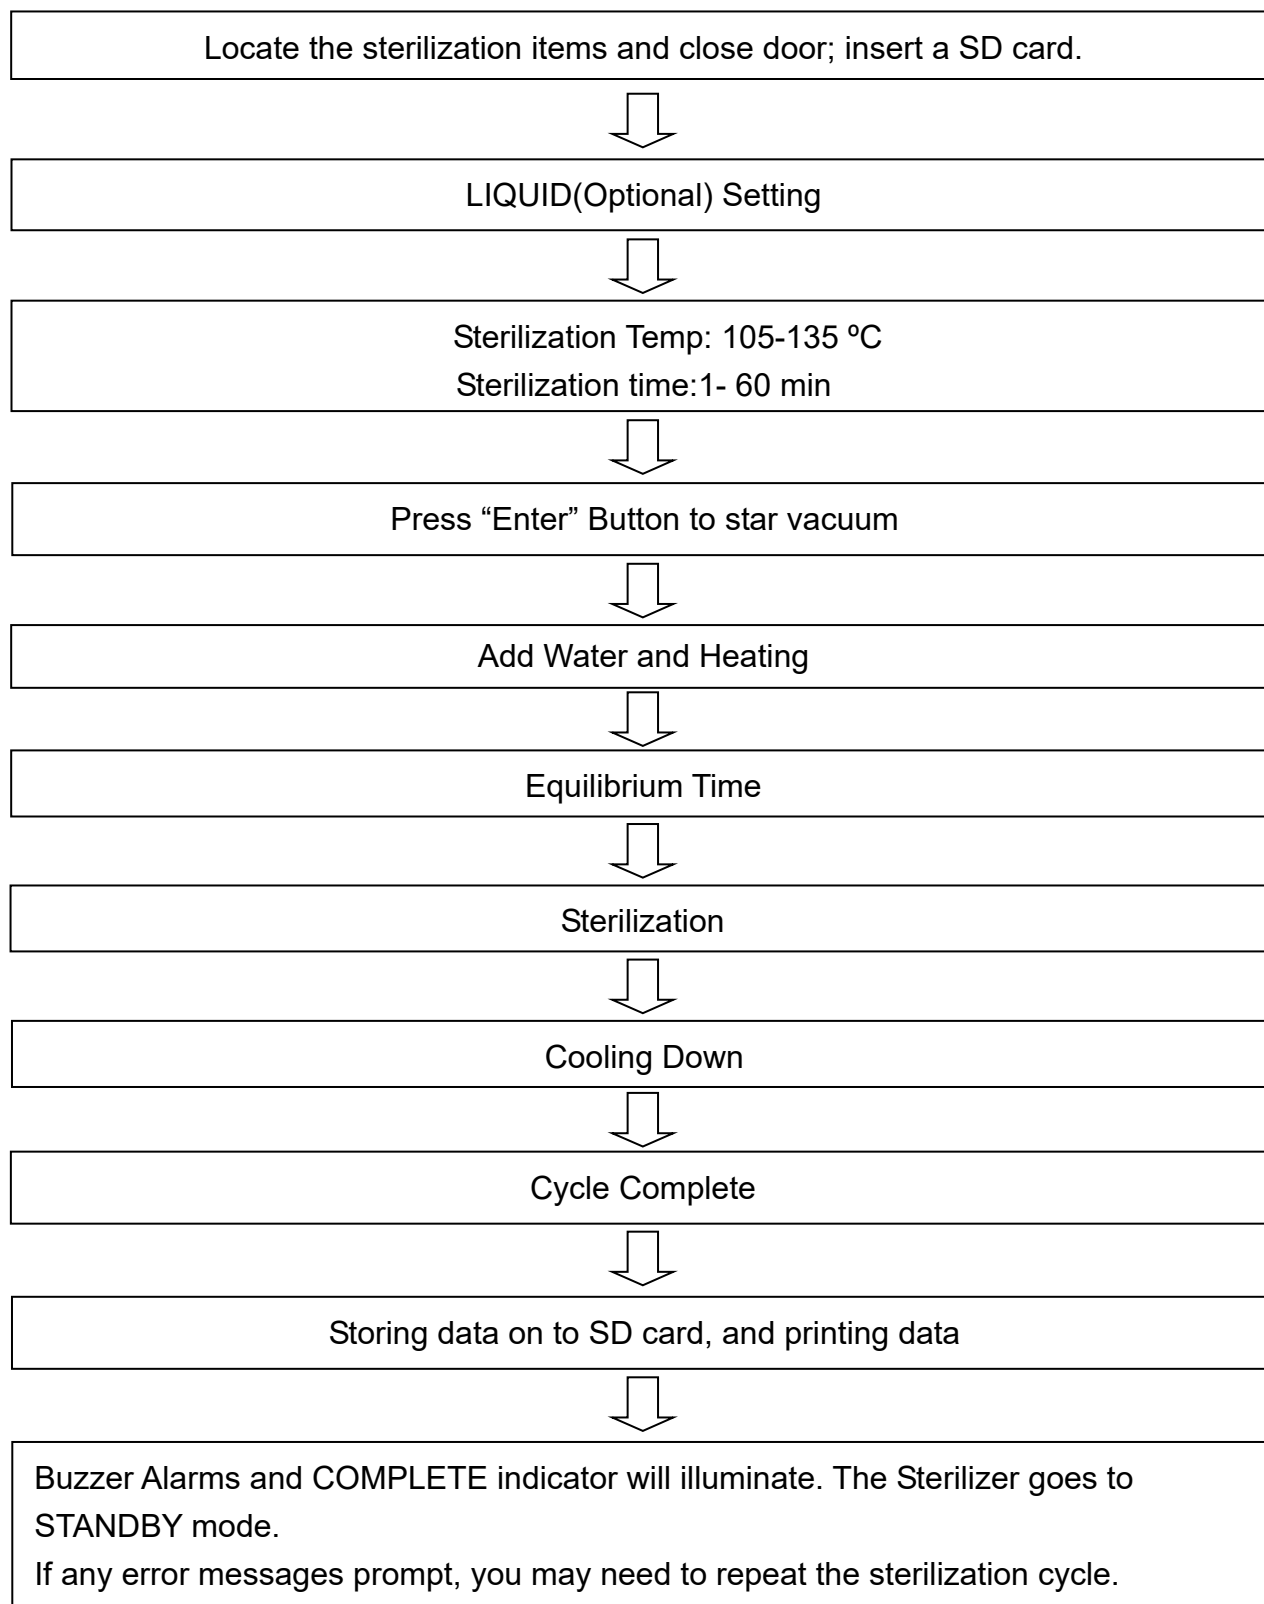 Locate the sterilization items and close door; insert a SD card.
LIQUID(Optional) Setting
Sterilization Temp: 105-135 ºC
Sterilization time:1- 60 min
Press “Enter” Button to star vacuum
Add Water and Heating
Equilibrium Time
Sterilization
Cooling Down
Cycle Complete
Storing data on to SD card, and printing data
Buzzer Alarms and COMPLETE indicator will illuminate. The Sterilizer goes to
STANDBY mode.
If any error messages prompt, you may need to repeat the sterilization cycle.